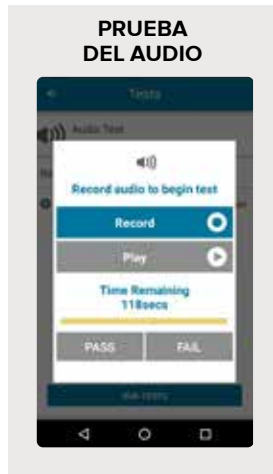 PRUEBA
DEL AUDIO
Tests
Audio Test
Record audio to begin test
Record
Play
Time Remaining
118secs
PASS
FAIL